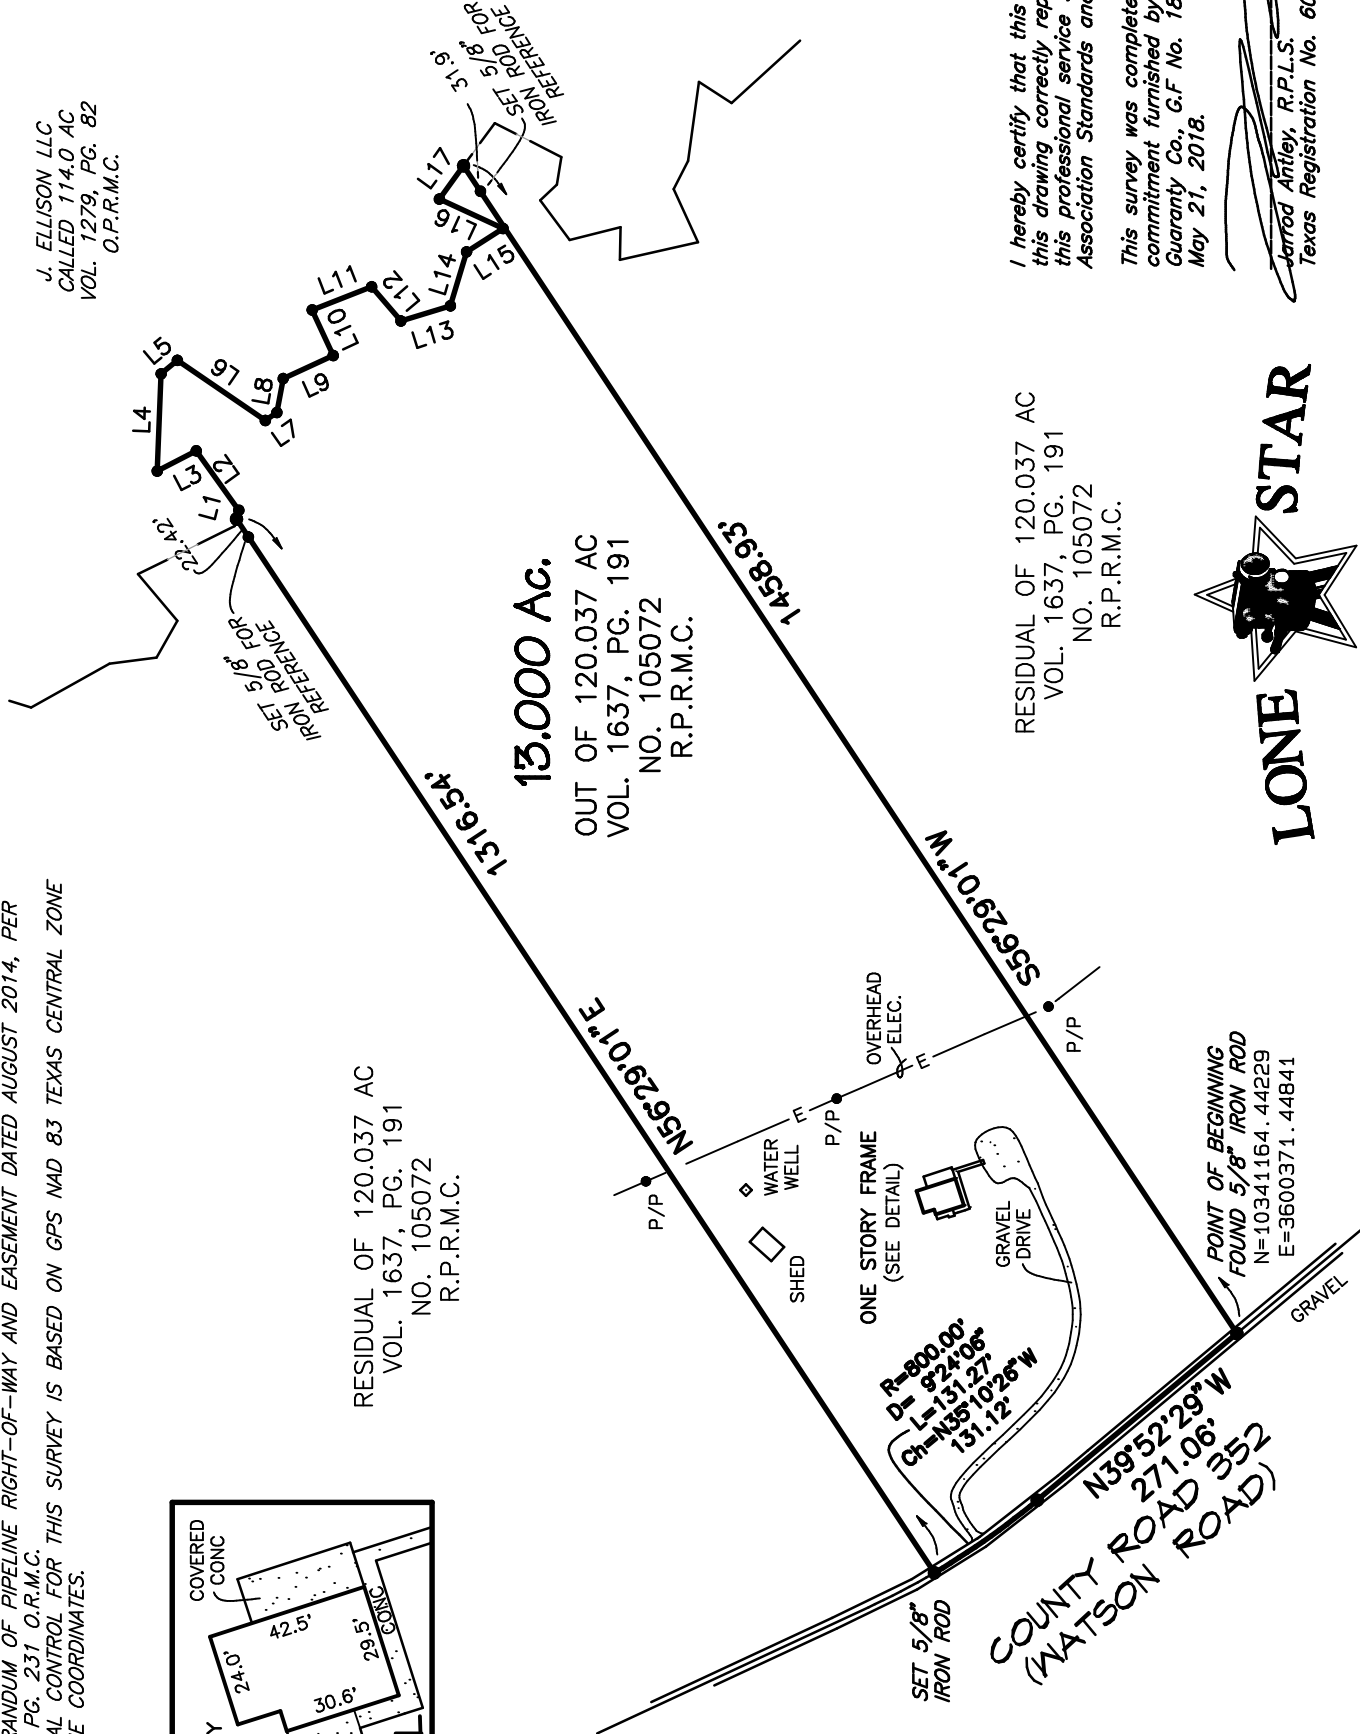 J. ELLISON LLC
CALLED 114.0 AC
VOL. 1279, PG. 82
O.P.R.M.C.
ANDUM OF PIPELINE RIGHT-OF-WAY AND EASEMENT DATED AUGUST 2014, PER
PG. 231 O.R.M.C.
AL CONTROL FOR THIS SURVEY IS BASED ON GPS NAD 83 TEXAS CENTRAL ZONE
E COORDINATES.
L1
L2
L3
L4
L5
L6
L7
L8
L9
L10
L11
L12
L13
L14
L15
L16
L17
31.9'
SET 5/8"
IRON ROD FOR
REFERENCE
22.42'
SET 5/8"
IRON ROD FOR
REFERENCE
N56°29'01"E
1316.54'
13.000 Ac.
OUT OF 120.037 AC
VOL. 1637, PG. 191
NO. 105072
R.P.R.M.C.
S56°29'01"W
1458.93'
RESIDUAL OF 120.037 AC
VOL. 1637, PG. 191
NO. 105072
R.P.R.M.C.
RESIDUAL OF 120.037 AC
VOL. 1637, PG. 191
NO. 105072
R.P.R.M.C.
P/P
E
P/P
E
P/P
OVERHEAD
ELEC.
WATER
WELL
SHED
ONE STORY FRAME
(SEE DETAIL)
GRAVEL
DRIVE
R=800.00'
D= 9°24'06"
L=131.27'
Ch=N35°10'26"W
131.12'
N39°52'29"W
271.06'
COUNTY ROAD 352
(WATSON ROAD)
SET 5/8"
IRON ROD
POINT OF BEGINNING
FOUND 5/8" IRON ROD
N=10341164.44229
E=3600371.44841
GRAVEL
COVERED
CONC
24.0'
42.5'
29.5'
30.6'
CONC
I hereby certify that this
this drawing correctly rep
this professional service
Association Standards and
This survey was complete
commitment furnished by
Guaranty Co., G.F No. 18
May 21, 2018.
Jarrod Antley, R.P.L.S.
Texas Registration No. 60
LONE STAR